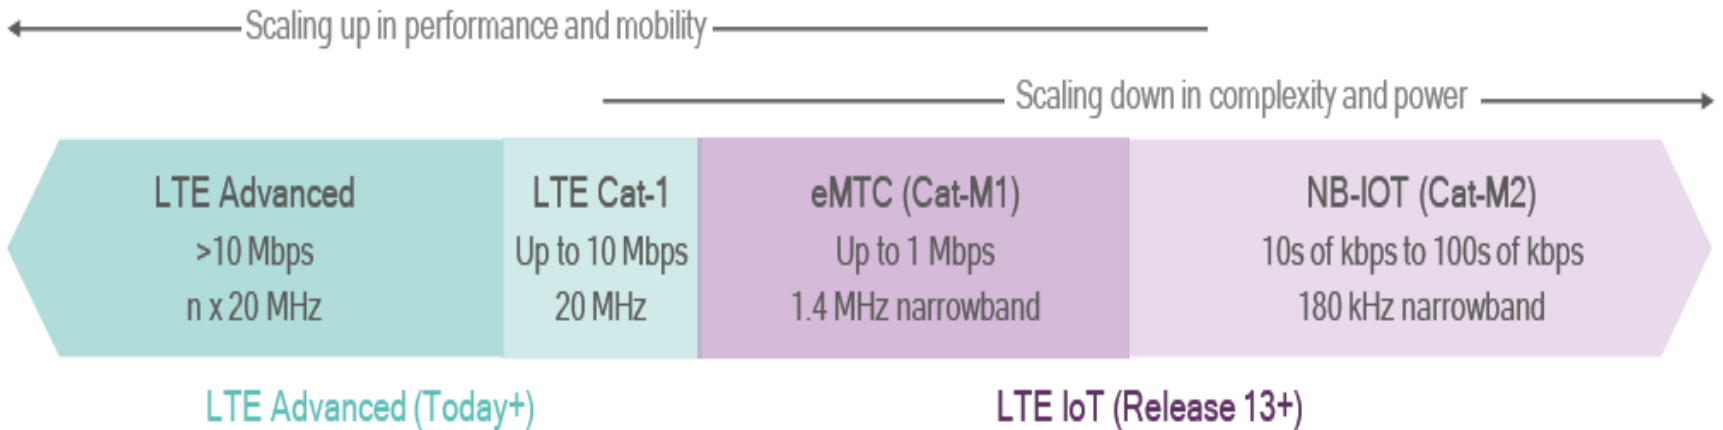 Scaling up in performance and mobility
Scaling down in complexity and power
LTE Advanced
>10 Mbps
n x 20 MHz
LTE Cat-1
Up to 10 Mbps
20 MHz
eMTC (Cat-M1)
Up to 1 Mbps
1.4 MHz narrowband
NB-IOT (Cat-M2)
10s of kbps to 100s of kbps
180 kHz narrowband
LTE Advanced (Today+)
LTE IoT (Release 13+)